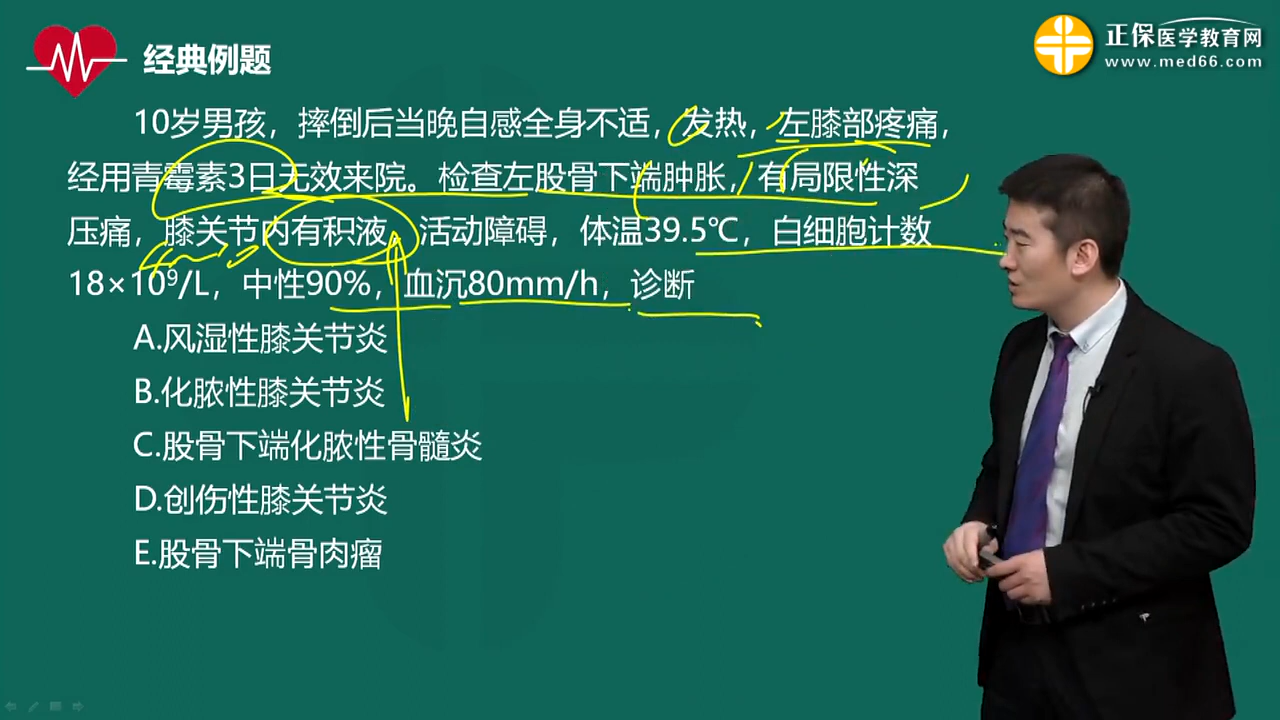 经典例题
正保医学教育网
www.med66.com
10岁男孩，摔倒后当晚自感全身不适，发热，左膝部疼痛，
经用青霉素3日无效来院。检查左股骨下端肿胀，有局限性深
压痛，膝关节内有积液，活动障碍，体温39.5℃，白细胞计数
18×10⁹/L，中性90%，血沉80mm/h，诊断
A.风湿性膝关节炎
B.化脓性膝关节炎
C.股骨下端化脓性骨髓炎
D.创伤性膝关节炎
E.股骨下端骨肉瘤